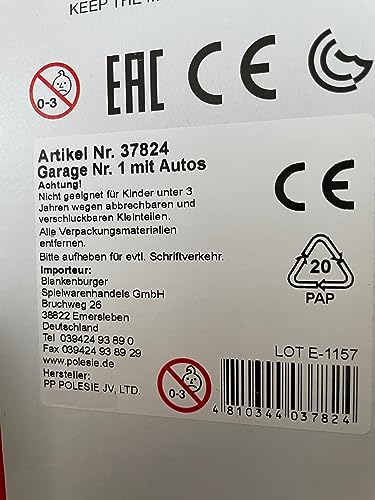 KEEP THE
0-3
EAC CE
Artikel Nr. 37824
Garage Nr. 1 mit Autos
Achtung!
Nicht geeignet für Kinder unter 3
Jahren wegen abbrechbaren und
verschluckbaren Kleinteilen.
Alle Verpackungsmaterialien
entfernen.
Bitte aufheben für evtl. Schriftverkehr.
Importeur:
Blankenburger
Spielwarenhandels GmbH
Bruchweg 26
38822 Emersleben
Deutschland
Tel 039424 93 89 0
Fax 039424 93 89 29
www.polesie.de
Hersteller:
PP POLESIE JV, LTD.
CE
20
PAP
LOT E-1157
0-3
4 810344 037824